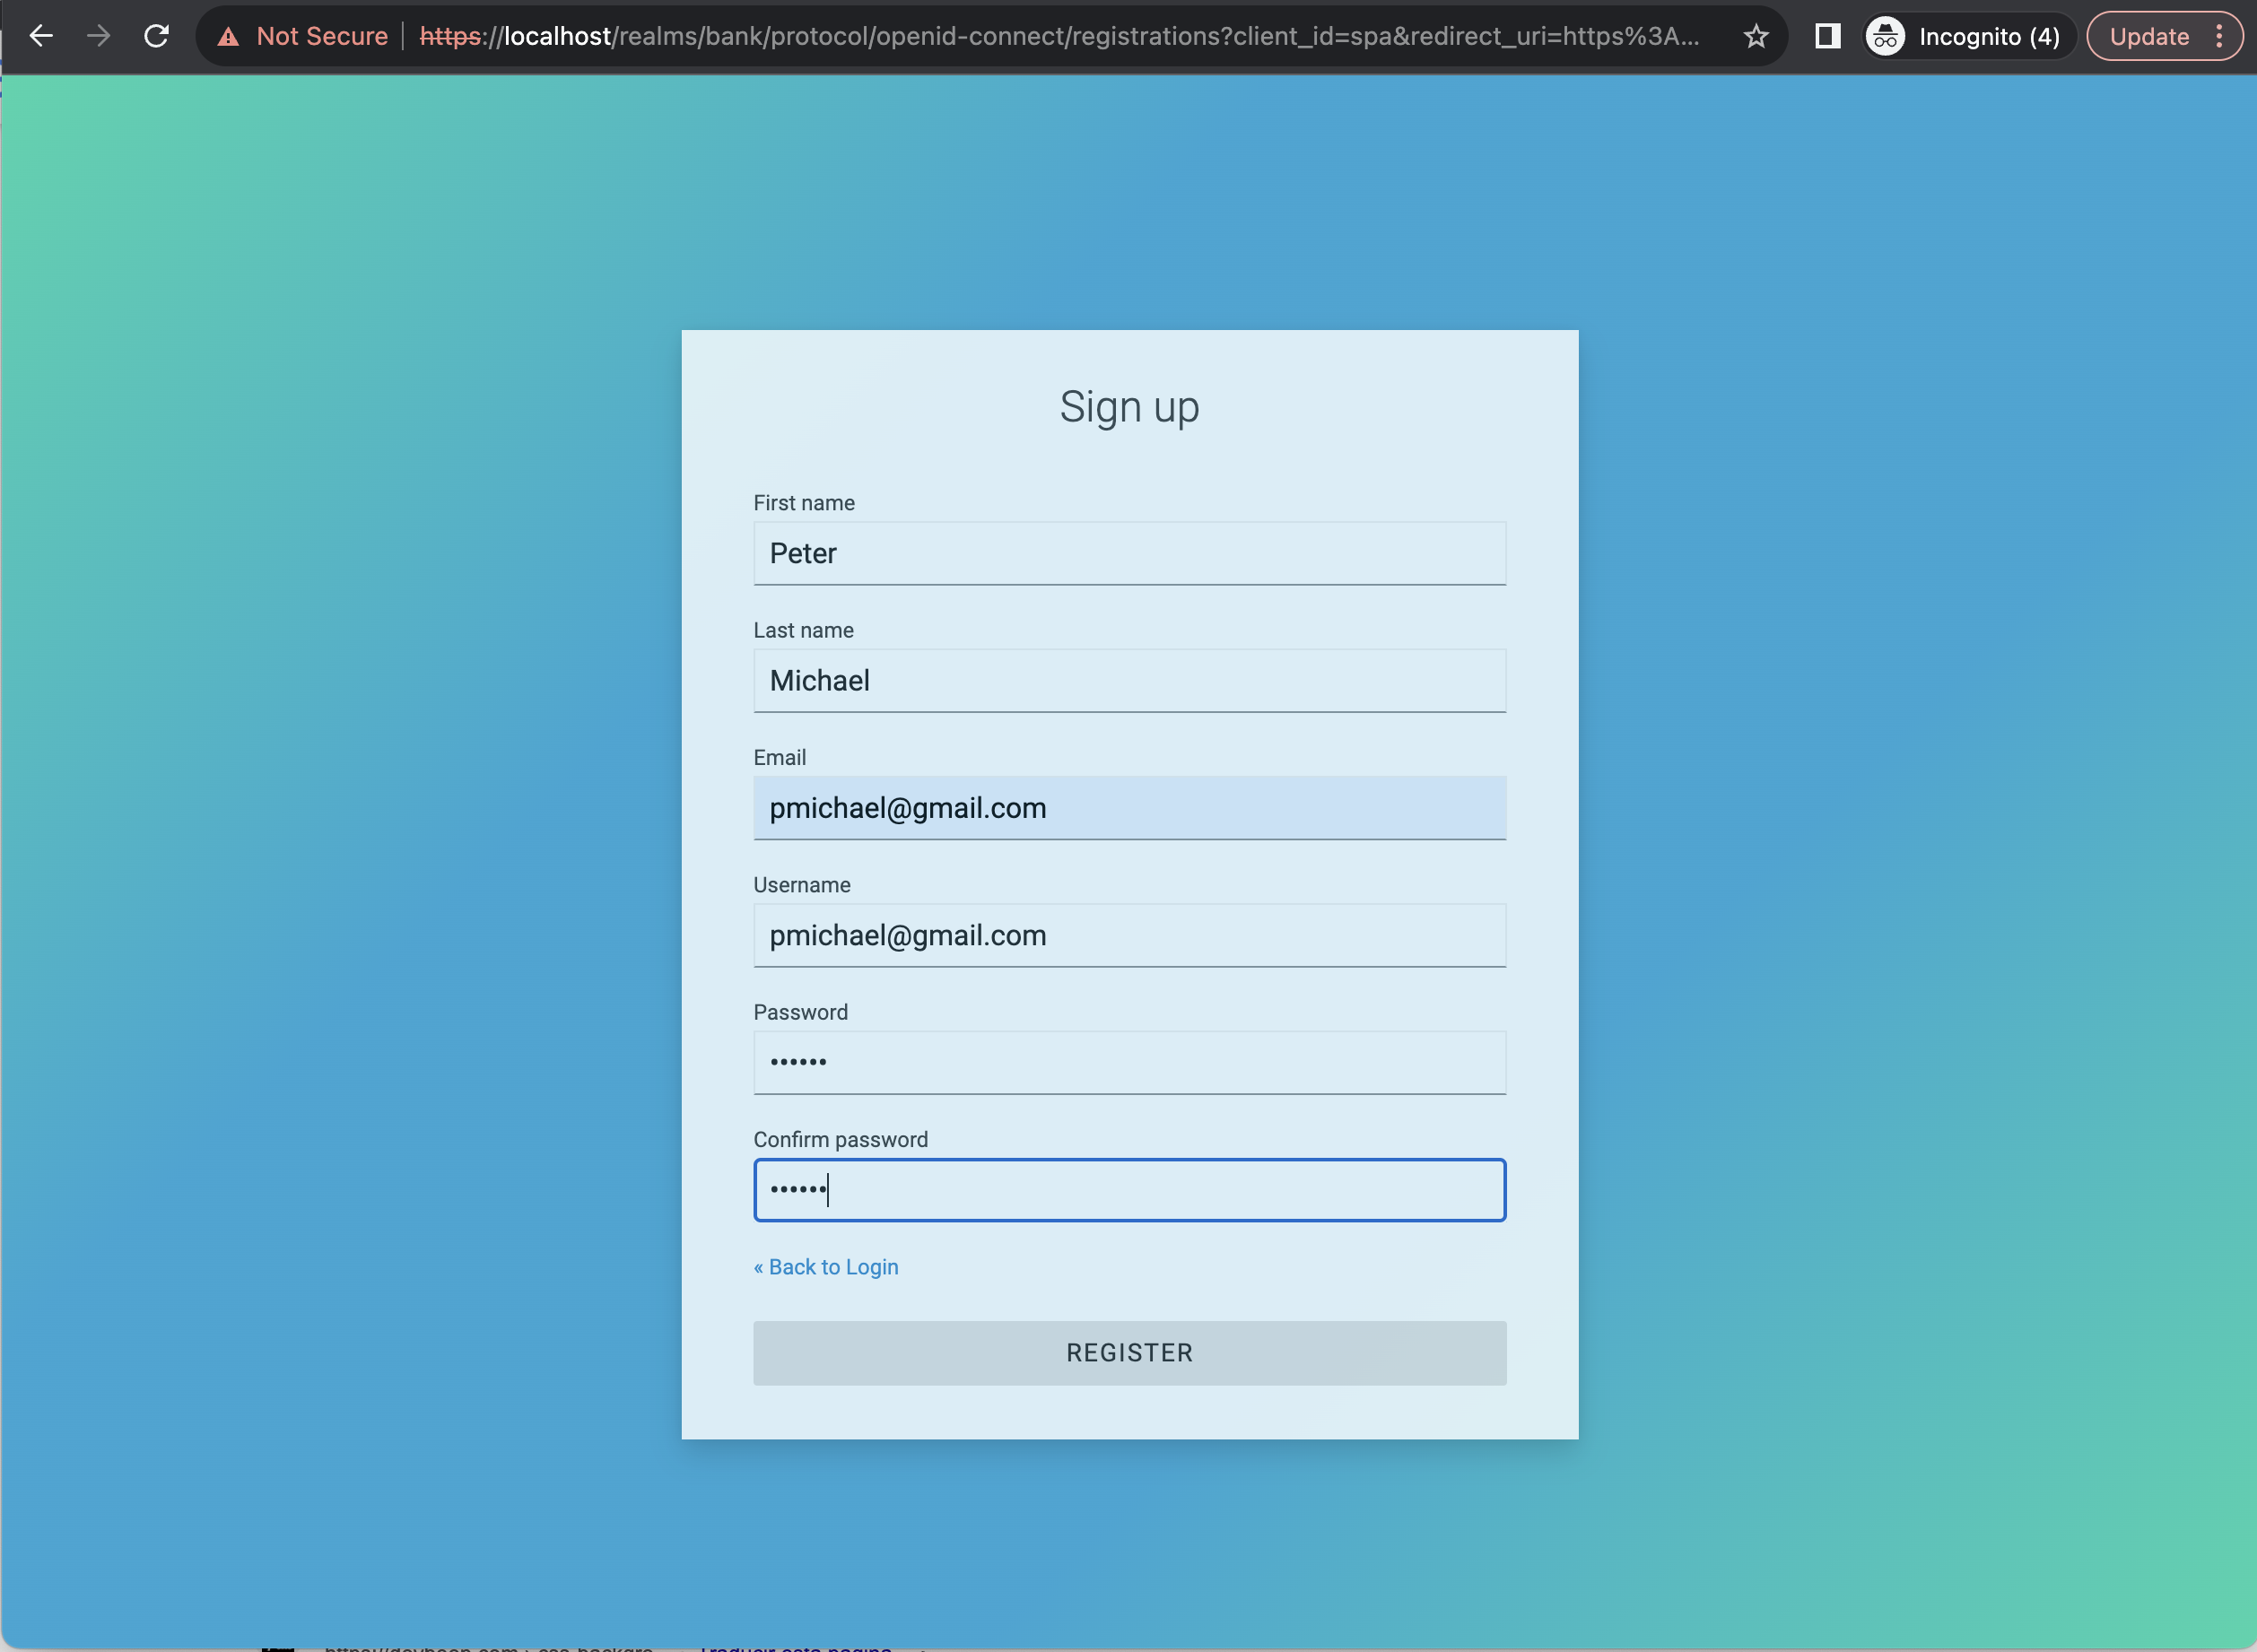 Not Secure https://localhost/realms/bank/protocol/openid-connect/registrations?client_id=spa&redirect_uri=https%3A... Incognito (4) Update
Sign up
First name
Peter
Last name
Michael
Email
pmichael@gmail.com
Username
pmichael@gmail.com
Password
••••••
Confirm password
••••••
« Back to Login
REGISTER